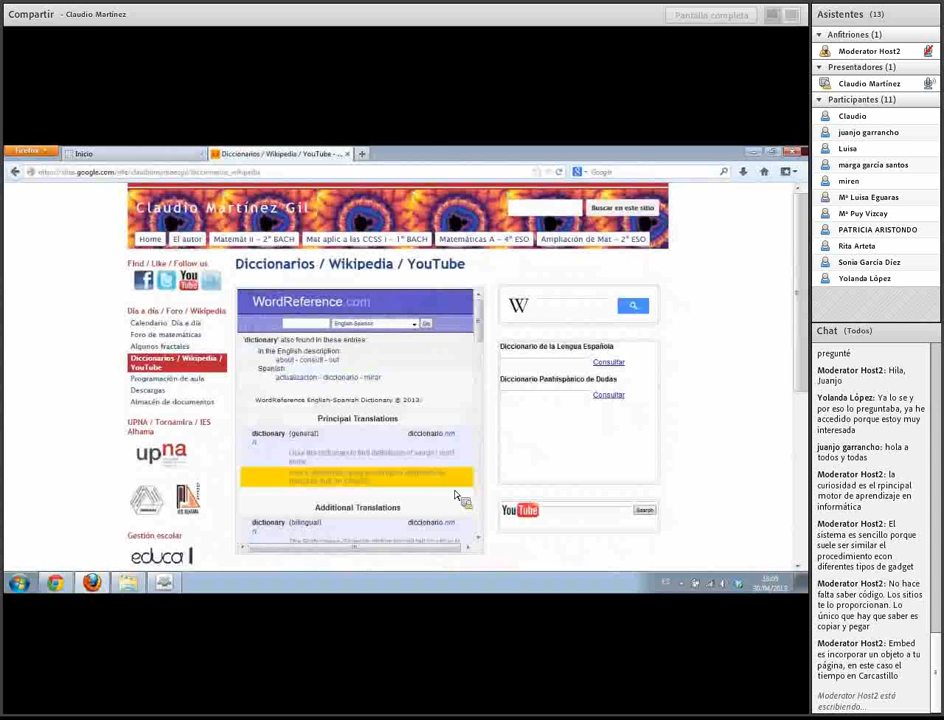 Compartir - Claudio Martínez
Pantalla completa
Firefox
Inicio
Diccionarios / Wikipedia / YouTube - ...
Google
Claudio Martínez Gil
Buscar en este sitio
Home
El autor
Matemát II – 2º BACH
Mat aplic a las CCSS I – 1º BACH
Matemáticas A – 4º ESO
Ampliación de Mat – 2º ESO
Find / Like / Follow us
You
Tube
Día a día / Foro / Wikipedia
Calendario Día a día
Foro de matemáticas
Algunos fractales
Diccionarios / Wikipedia /
YouTube
Programación de aula
Descargas
Almacén de documentos
UPNA / Tornamira / IES
Alhama
upna
Gestión escolar
educa
Diccionarios / Wikipedia / YouTube
WordReference.com
English-Spanish
Go
'dictionary' also found in these entries:
In the English description:
about - consult - out
Spanish:
actualización - diccionario - mirar
WordReference English-Spanish Dictionary © 2013:
Principal Translations
dictionary (general) diccionario nm
n
Additional Translations
dictionary (bilingual) diccionario nm
n
W
Diccionario de la Lengua Española
Consultar
Diccionario Panhispánico de Dudas
Consultar
YouTube
Search
ES
18:09
30/04/2013
Asistentes (13)
Anfitriones (1)
Moderator Host2
Presentadores (1)
Claudio Martínez
Participantes (11)
Claudio
juanjo garrancho
Luisa
marga garcía santos
miren
Mª Luisa Eguaras
Mª Puy Vizcay
PATRICIA ARISTONDO
Rita Arteta
Sonia García Díez
Yolanda López
Chat (Todos)
pregunté
Moderator Host2: Hila,
Juanjo
Yolanda López: Ya lo se y
por eso lo preguntaba, ya he
accedido porque estoy muy
interesada
juanjo garrancho: hola a
todos y todas
Moderator Host2: la
curiosidad es el rpincipal
motor de aprendizaje en
informática
Moderator Host2: El
sistema es sencillo porque
suele ser similar el
procedimiento econ
diferentes tipos de gadget
Moderator Host2: No hace
falta saber código. Los sitios
te lo proporcionan. Lo
único que hay que saber es
copiar y pegar
Moderator Host2: Embed
es incorporar un objeto a tu
página, en este caso el
tiempo en Carcastillo
Moderator Host2 está
escribiendo...